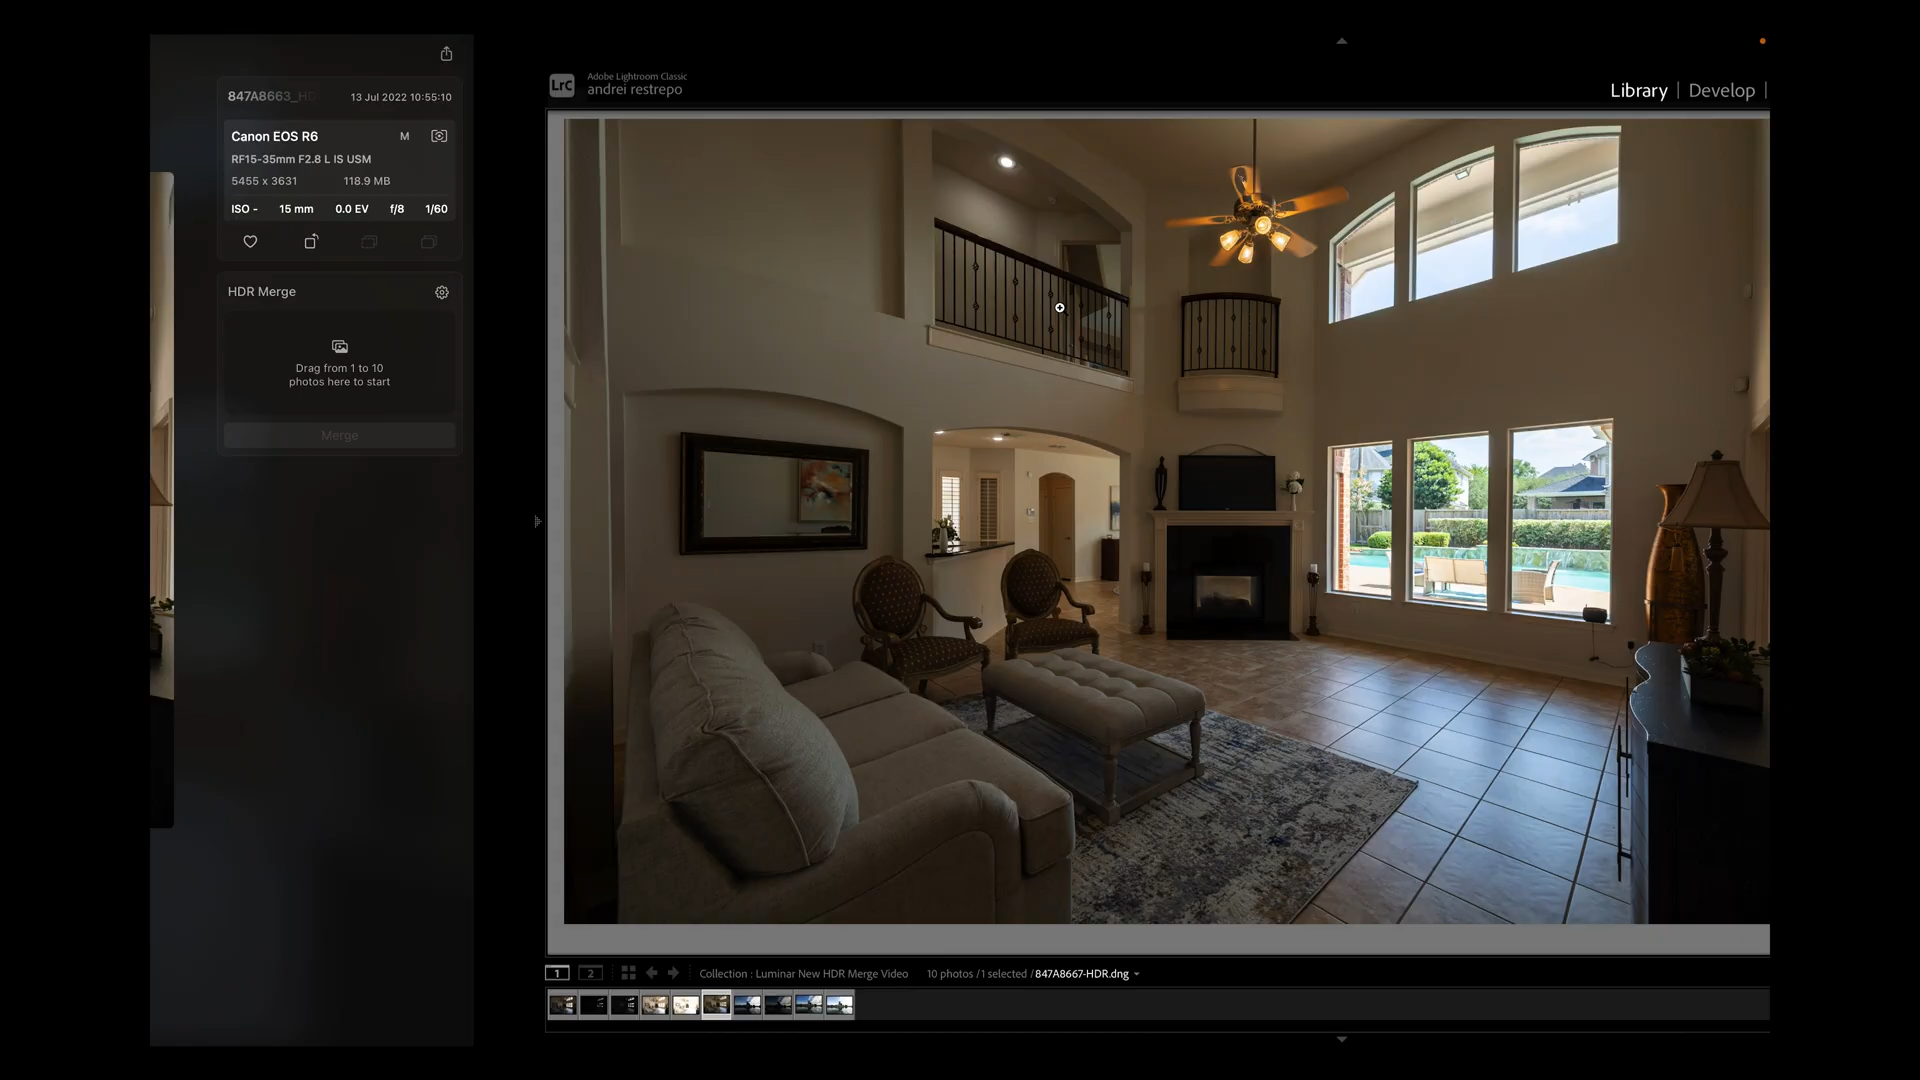 847A8663_HD
13 Jul 2022 10:55:10
Canon EOS R6
M
RF15-35mm F2.8 L IS USM
5455 x 3631 118.9 MB
ISO - 15 mm 0.0 EV f/8 1/60
HDR Merge
Drag from 1 to 10
photos here to start
Merge
LrC
Adobe Lightroom Classic
andrei restrepo
Library | Develop |
1 2 Collection : Luminar New HDR Merge Video 10 photos / 1 selected / 847A8667-HDR.dng